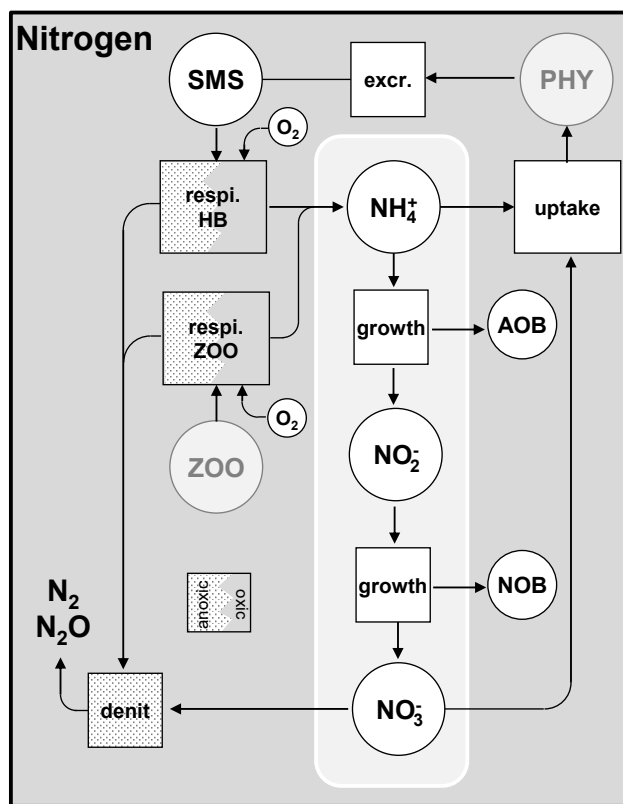 Nitrogen
SMS
excr.
PHY
O₂
respi.
HB
NH₄⁺
uptake
respi.
ZOO
growth
AOB
O₂
ZOO
NO₂⁻
anoxic
oxic
growth
NOB
N₂
N₂O
denit
NO₃⁻